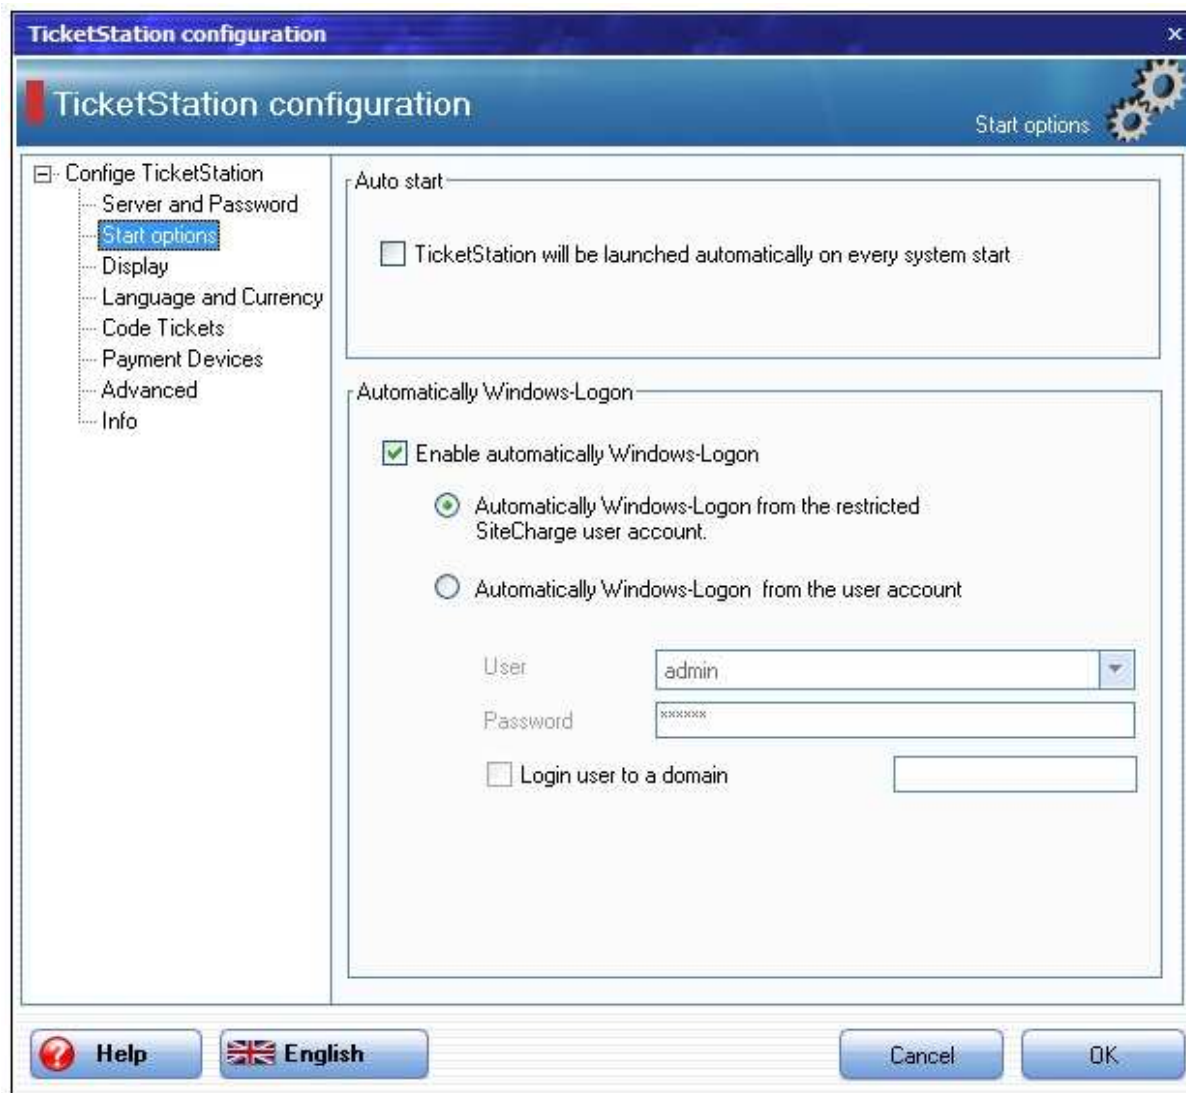 TicketStation configuration
TicketStation configuration
Start options
Confige TicketStation
Server and Password
Start options
Display
Language and Currency
Code Tickets
Payment Devices
Advanced
Info
Auto start
TicketStation will be launched automatically on every system start
Automatically Windows-Logon
Enable automatically Windows-Logon
Automatically Windows-Logon from the restricted
SiteCharge user account.
Automatically Windows-Logon from the user account
User
admin
Password
××××××
Login user to a domain
Help
English
Cancel
OK